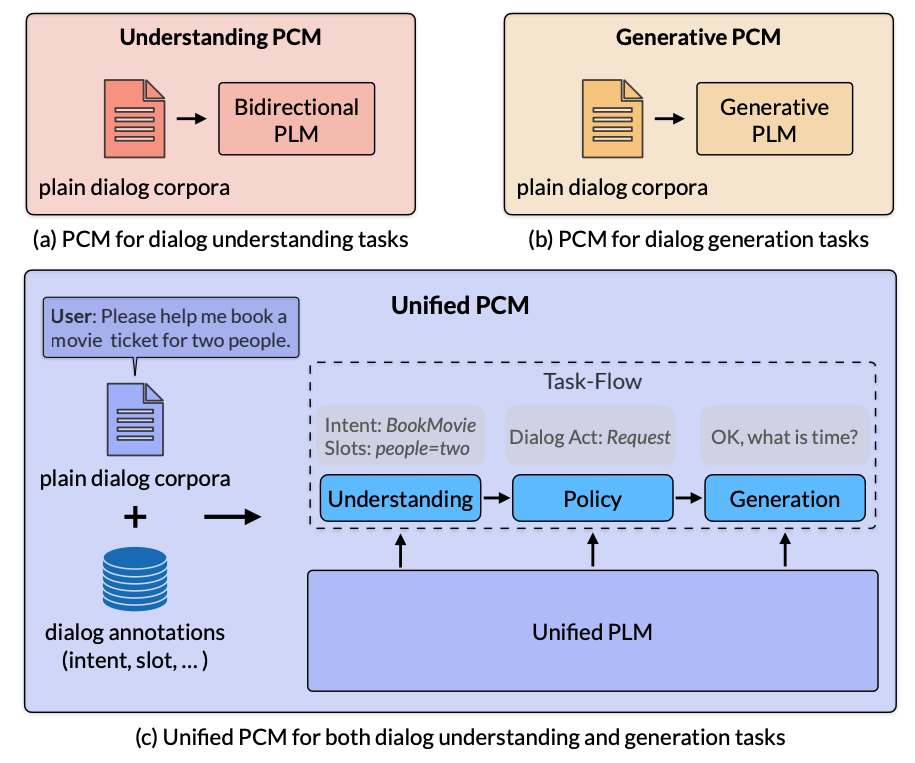 Understanding PCM
Bidirectional
PLM
plain dialog corpora
(a) PCM for dialog understanding tasks
Generative PCM
Generative
PLM
plain dialog corpora
(b) PCM for dialog generation tasks
Unified PCM
User: Please help me book a
movie ticket for two people.
plain dialog corpora
+
dialog annotations
(intent, slot, ... )
Task-Flow
Intent: BookMovie
Slots: people=two
Dialog Act: Request
OK, what is time?
Understanding
Policy
Generation
Unified PLM
(c) Unified PCM for both dialog understanding and generation tasks